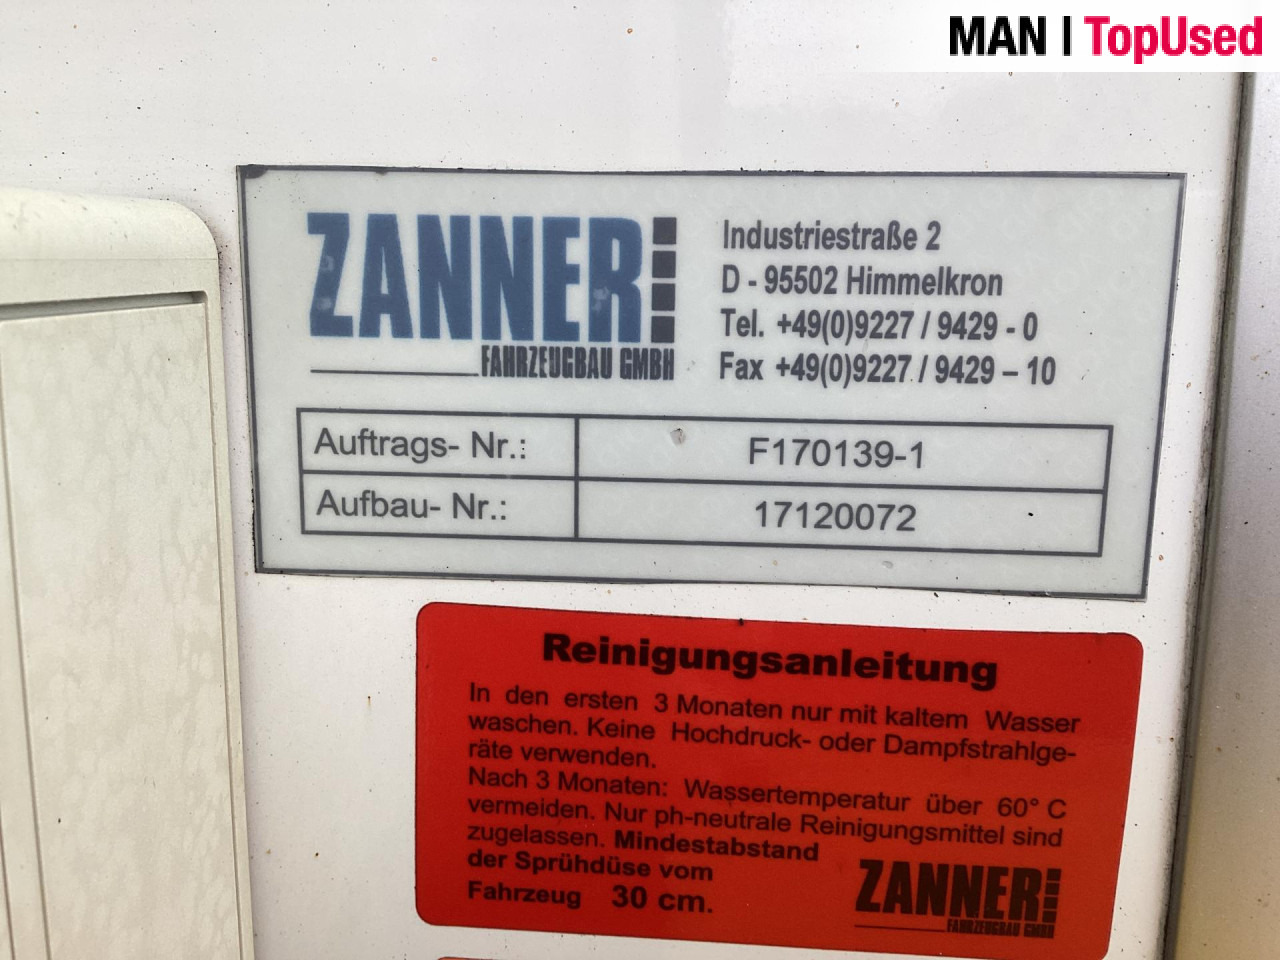 MAN | TopUsed
ZANNER
FAHRZEUGBAU GMBH
Industriestraße 2
D - 95502 Himmelkron
Tel. +49(0)9227 / 9429 - 0
Fax +49(0)9227 / 9429 – 10
Auftrags- Nr.: F170139-1
Aufbau- Nr.: 17120072
Reinigungsanleitung
In den ersten 3 Monaten nur mit kaltem Wasser
waschen. Keine Hochdruck- oder Dampfstrahlge-
räte verwenden.
Nach 3 Monaten: Wassertemperatur über 60° C
vermeiden. Nur ph-neutrale Reinigungsmittel sind
zugelassen. Mindestabstand
der Sprühdüse vom
Fahrzeug 30 cm.
ZANNER
FAHRZEUGBAU GMBH